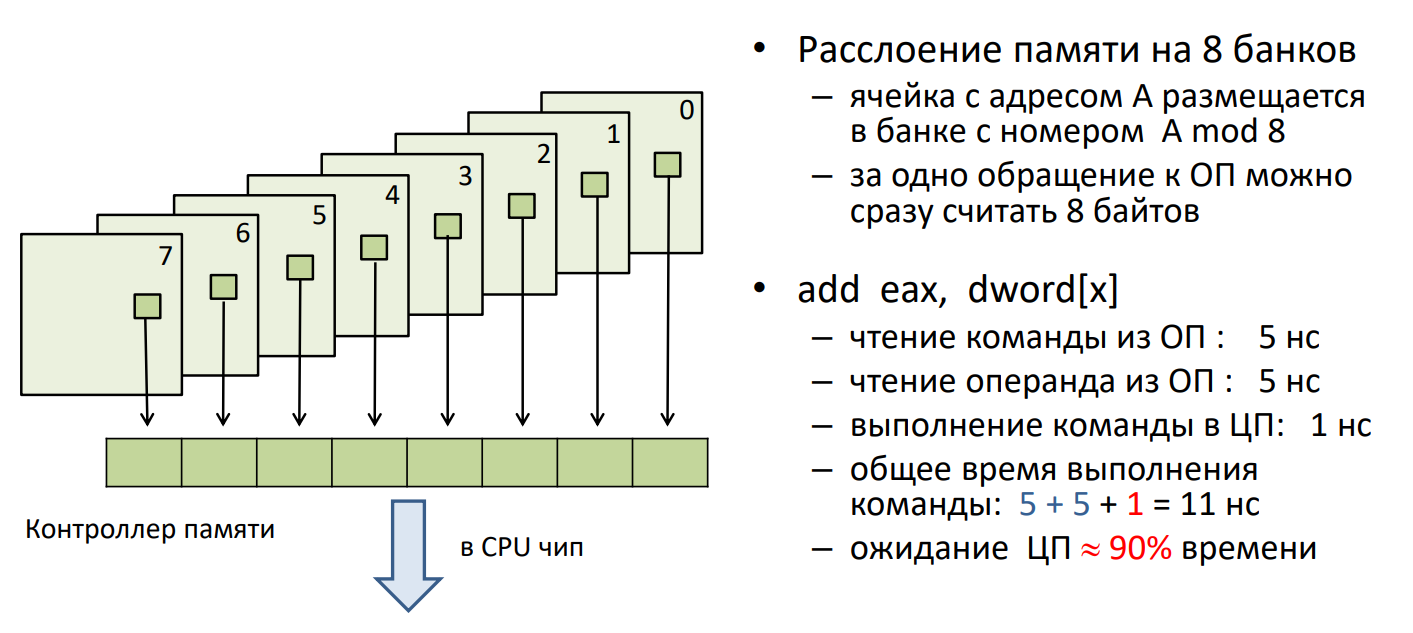 0
1
2
3
4
5
6
7
Контроллер памяти
в CPU чип
• Расслоение памяти на 8 банков
– ячейка с адресом A размещается
в банке с номером A mod 8
– за одно обращение к ОП можно
сразу считать 8 байтов
• add eax, dword[x]
– чтение команды из ОП : 5 нс
– чтение операнда из ОП : 5 нс
– выполнение команды в ЦП: 1 нс
– общее время выполнения
команды: 5 + 5 + 1 = 11 нс
– ожидание ЦП ≈ 90% времени